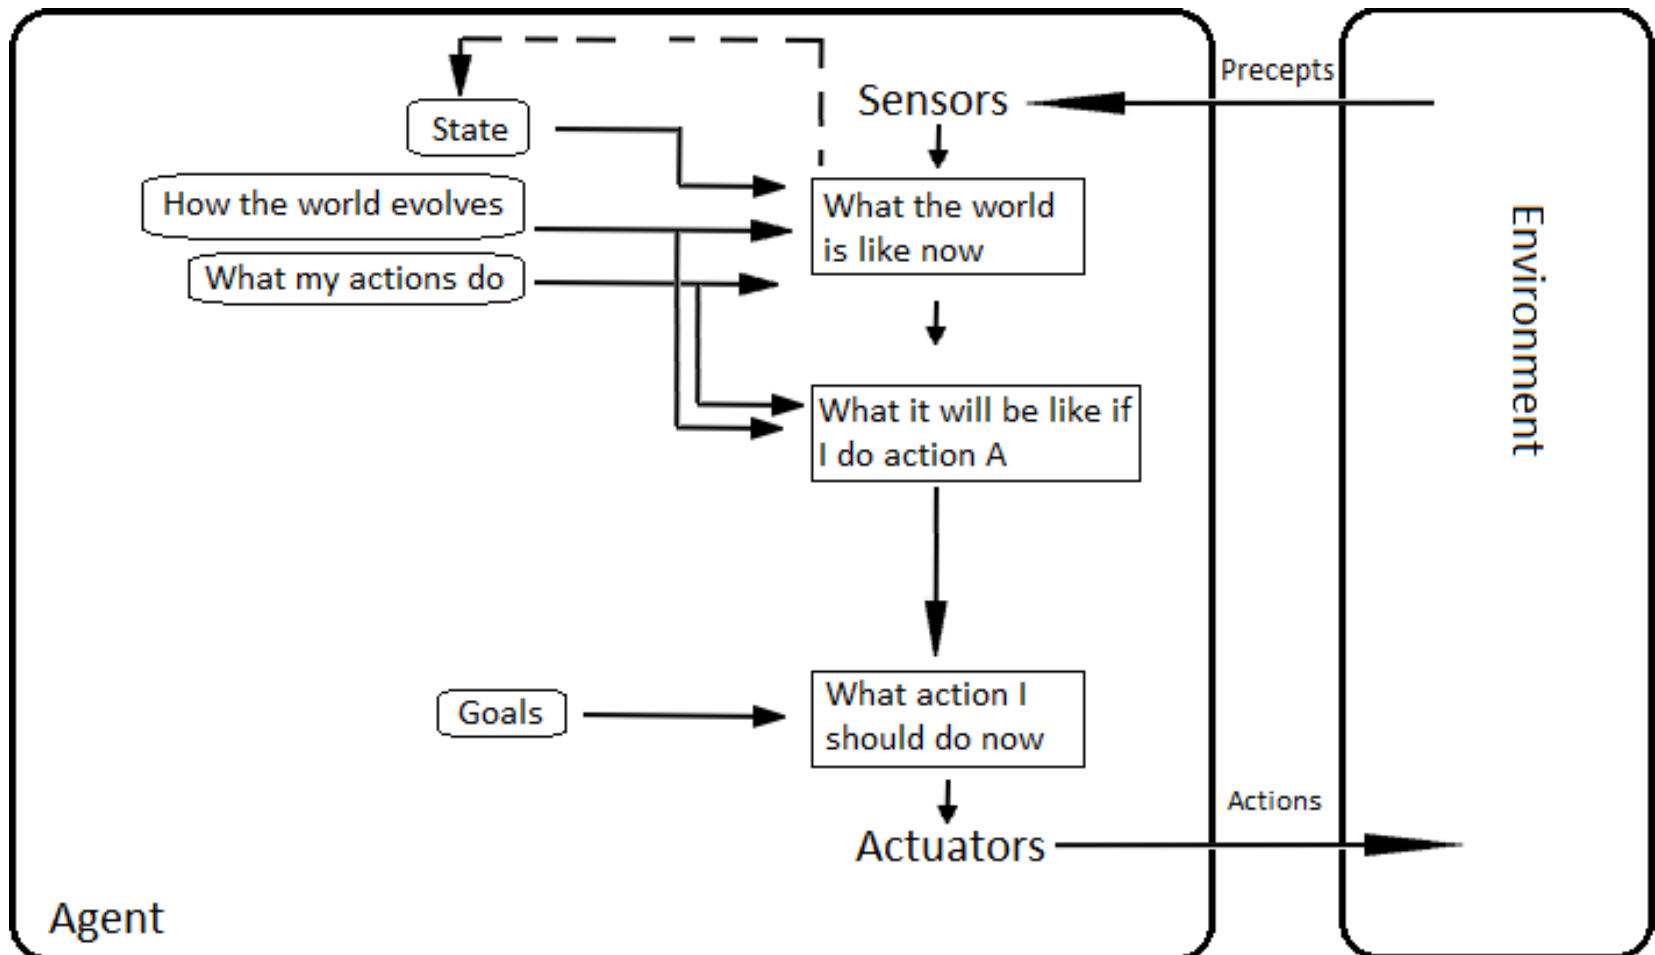 Precepts
Sensors
State
How the world evolves
What the world
is like now
What my actions do
Environment
What it will be like if
I do action A
Goals
What action I
should do now
Actions
Actuators
Agent